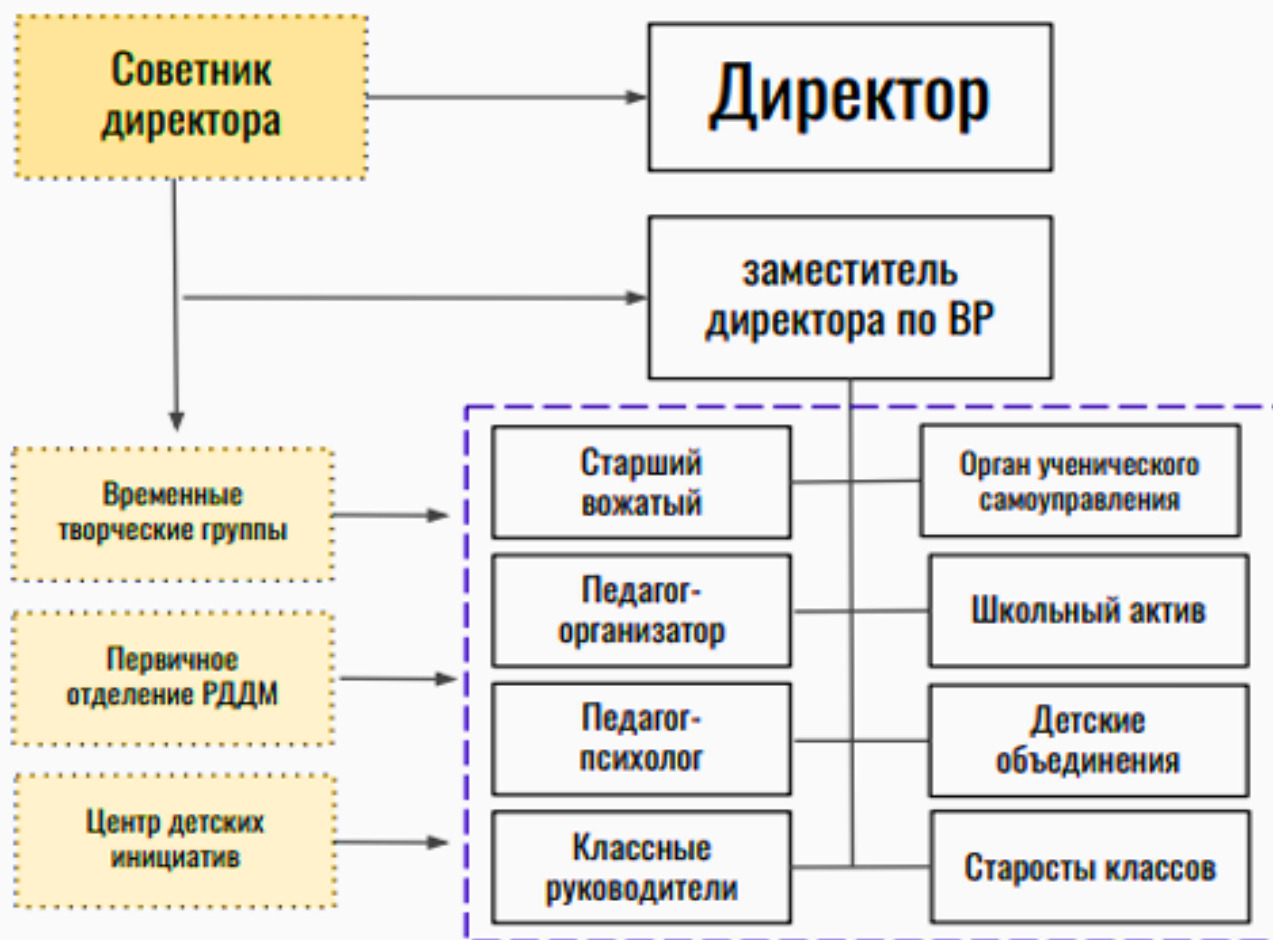 Советник
директора
Директор
заместитель
директора по ВР
Временные
творческие группы
Первичное
отделение РДДМ
Центр детских
инициатив
Старший
вожатый
Орган ученического
самоуправления
Педагог-
организатор
Школьный актив
Педагог-
психолог
Детские
объединения
Классные
руководители
Старосты классов